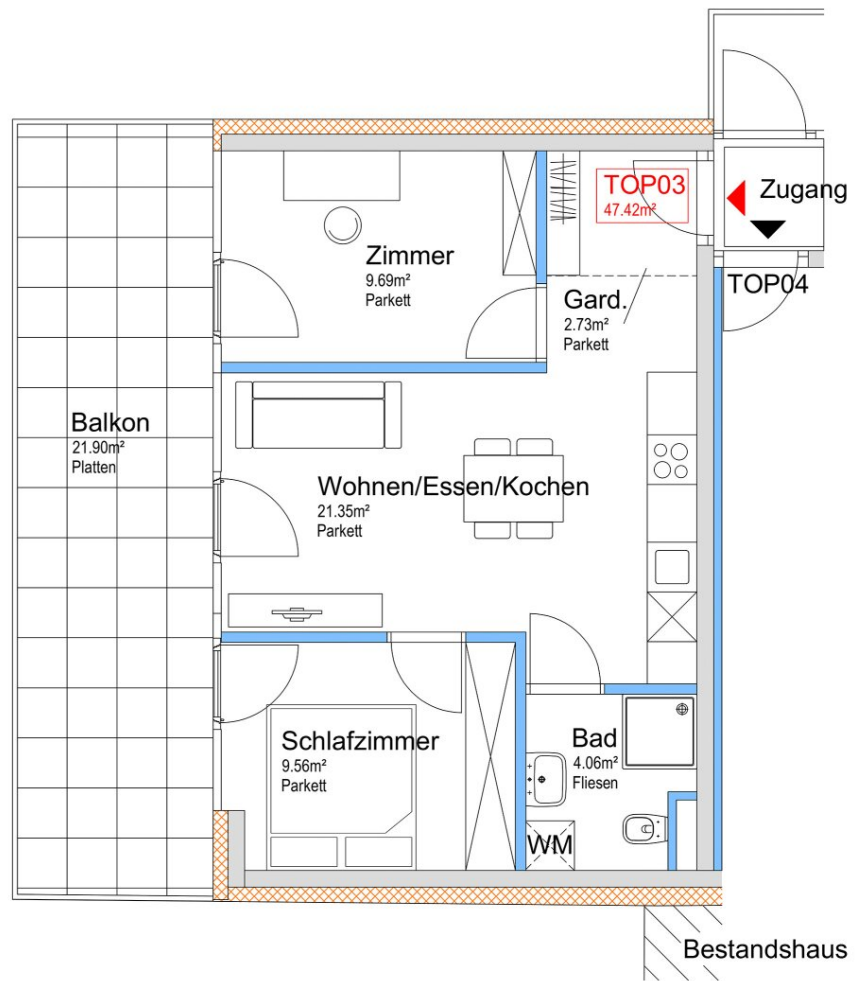 TOP03
47.42m²
Zugang
Zimmer
9.69m²
Parkett
TOP04
Gard.
2.73m²
Parkett
Balkon
21.90m²
Platten
Wohnen/Essen/Kochen
21.35m²
Parkett
Schlafzimmer
9.56m²
Parkett
Bad
4.06m²
Fliesen
WM
Bestandshaus